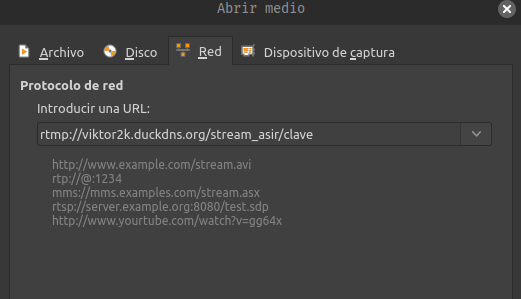 Abrir medio
Archivo Disco Red Dispositivo de captura
Protocolo de red
Introducir una URL:
rtmp://viktor2k.duckdns.org/stream_asir/clave
http://www.example.com/stream.avi
rtp://@:1234
mms://mms.examples.com/stream.asx
rtsp://server.example.org:8080/test.sdp
http://www.yourtube.com/watch?v=gg64x